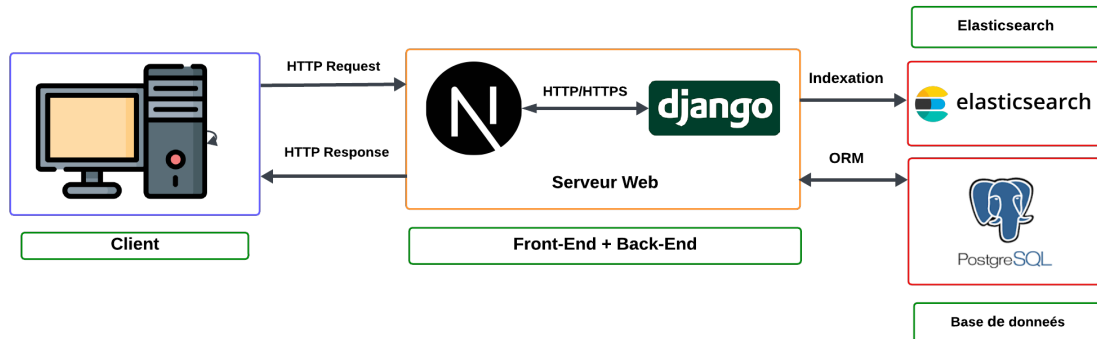 Elasticsearch
HTTP Request
HTTP/HTTPS
django
Indexation
elasticsearch
HTTP Response
ORM
Serveur Web
PostgreSQL
Client
Front-End + Back-End
Base de donneés